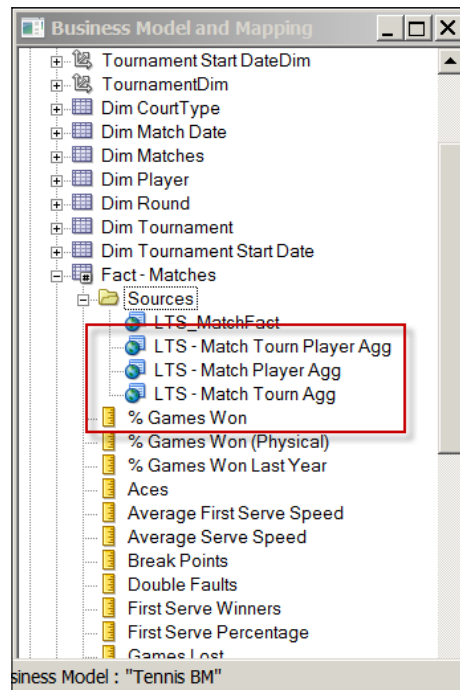 Business Model and Mapping
Tournament Start DateDim
TournamentDim
Dim CourtType
Dim Match Date
Dim Matches
Dim Player
Dim Round
Dim Tournament
Dim Tournament Start Date
Fact - Matches
Sources
LTS_MatchFact
LTS - Match Tourn Player Agg
LTS - Match Player Agg
LTS - Match Tourn Agg
% Games Won
% Games Won (Physical)
% Games Won Last Year
Aces
Average First Serve Speed
Average Serve Speed
Break Points
Double Faults
First Serve Winners
First Serve Percentage
Games Lost
siness Model : "Tennis BM"